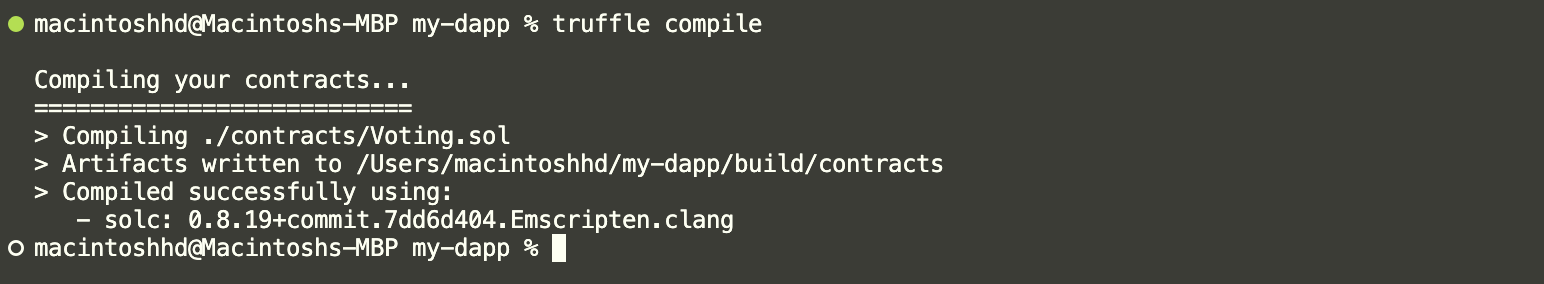 macintoshhd@Macintoshs-MBP my-dapp % truffle compile
Compiling your contracts...
===========================
> Compiling ./contracts/Voting.sol
> Artifacts written to /Users/macintoshhd/my-dapp/build/contracts
> Compiled successfully using:
   - solc: 0.8.19+commit.7dd6d404.Emscripten.clang
macintoshhd@Macintoshs-MBP my-dapp %